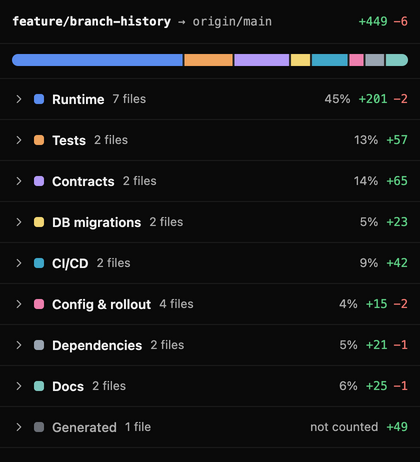 feature/branch-history → origin/main +449 −6
Runtime 7 files 45% +201 −2
Tests 2 files 13% +57
Contracts 2 files 14% +65
DB migrations 2 files 5% +23
CI/CD 2 files 9% +42
Config & rollout 4 files 4% +15 −2
Dependencies 2 files 5% +21 −1
Docs 2 files 6% +25 −1
Generated 1 file not counted +49